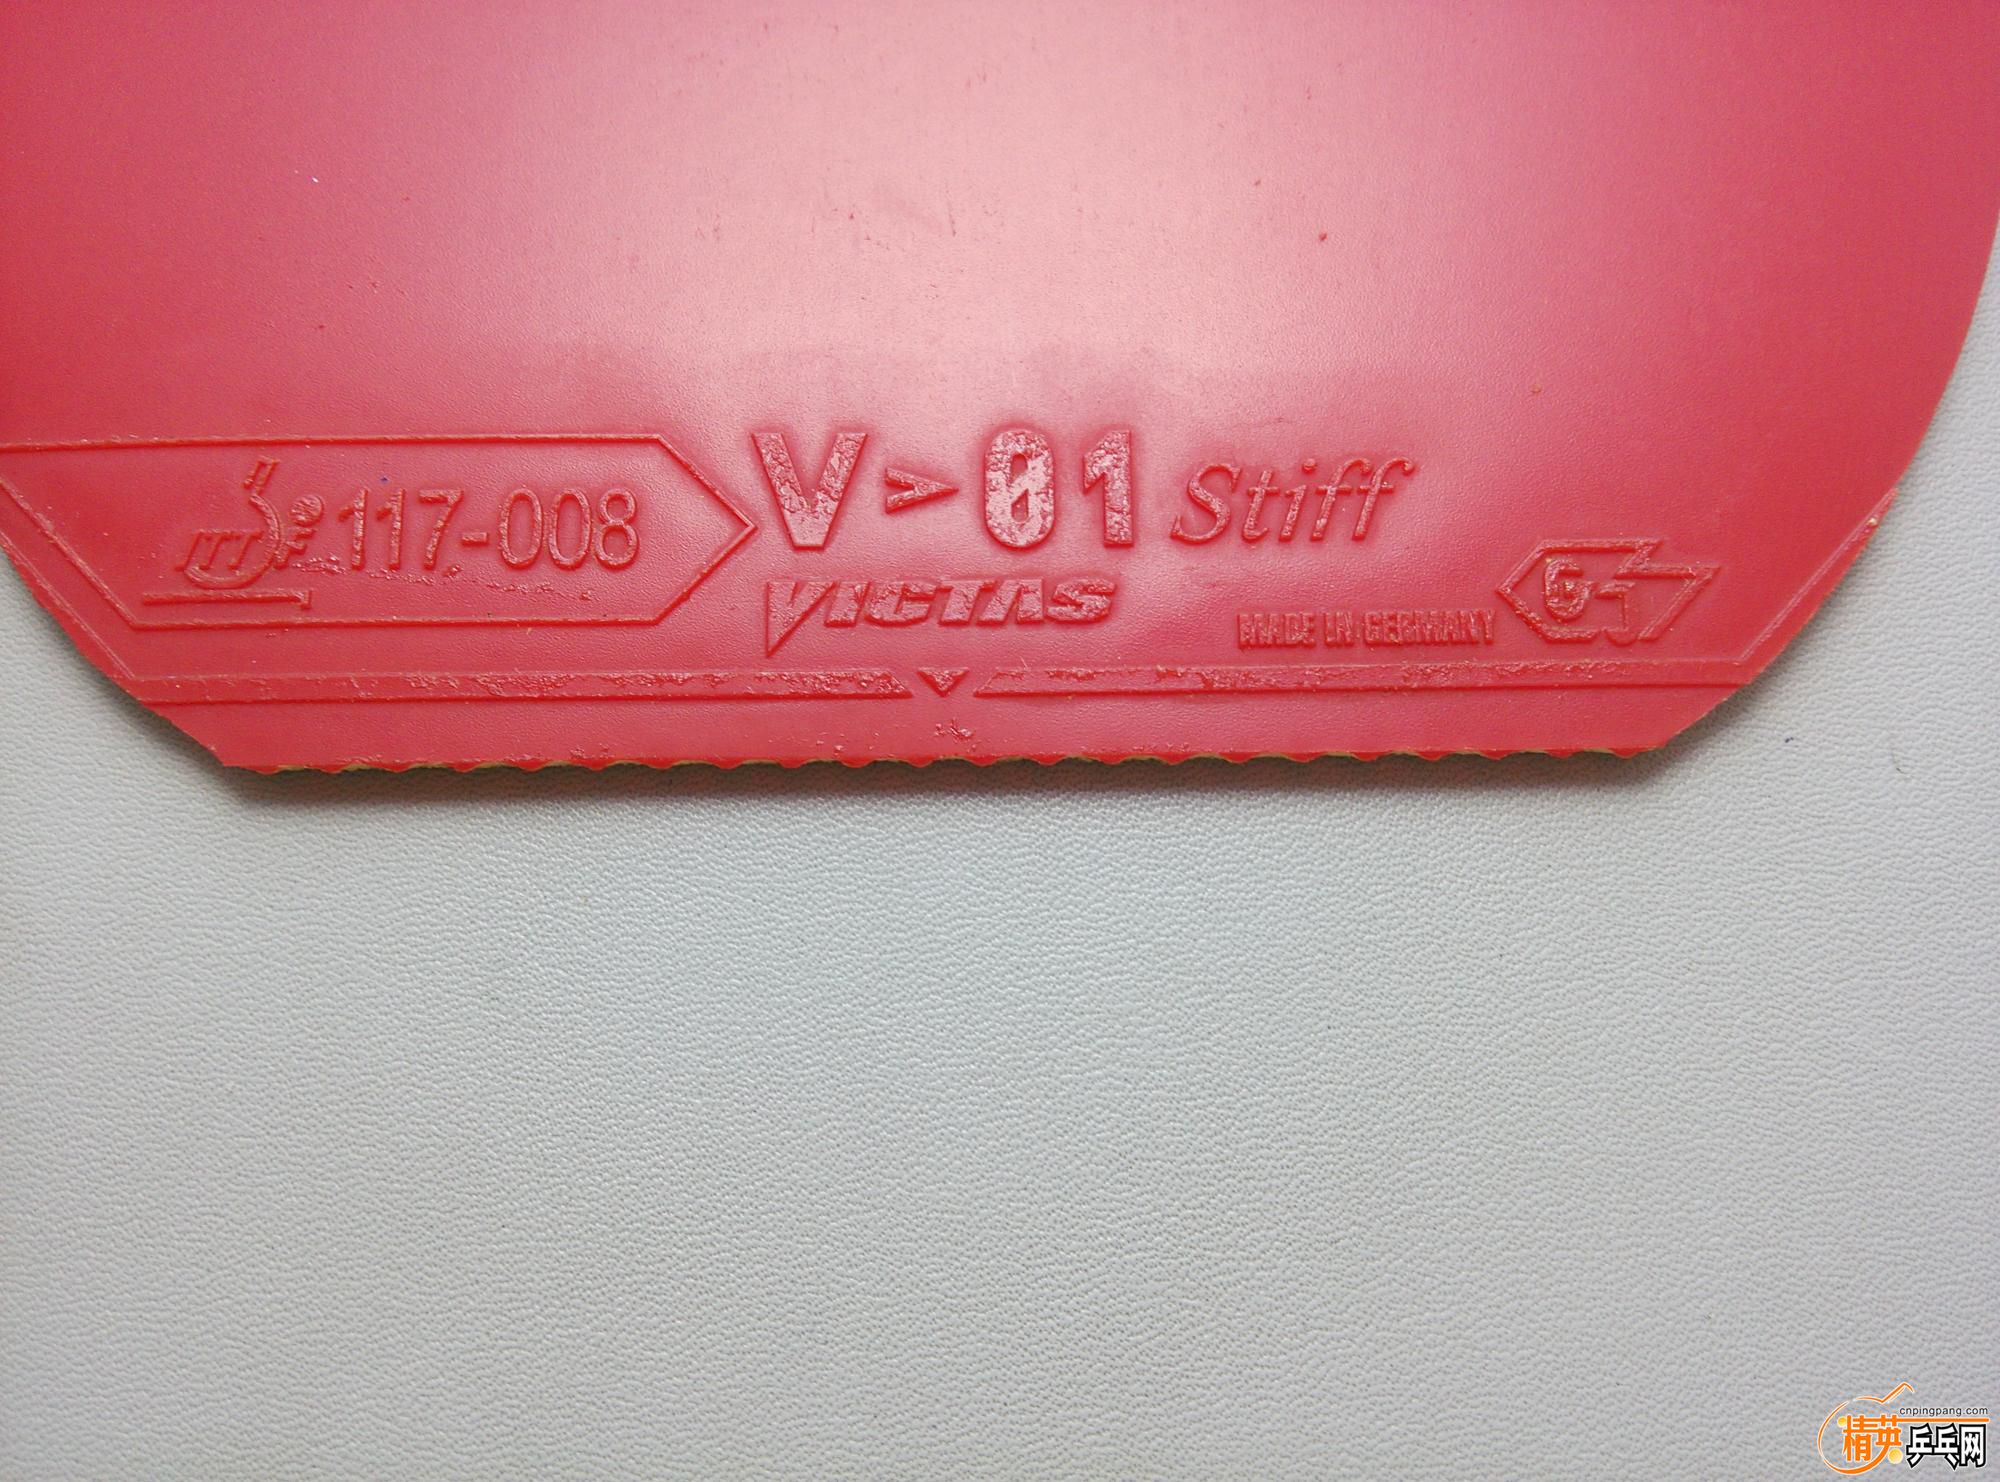 ITTF 117-008
V > 01 Stiff
VICTAS
MADE IN GERMANY
cnpingpang.com
精英乒乓网